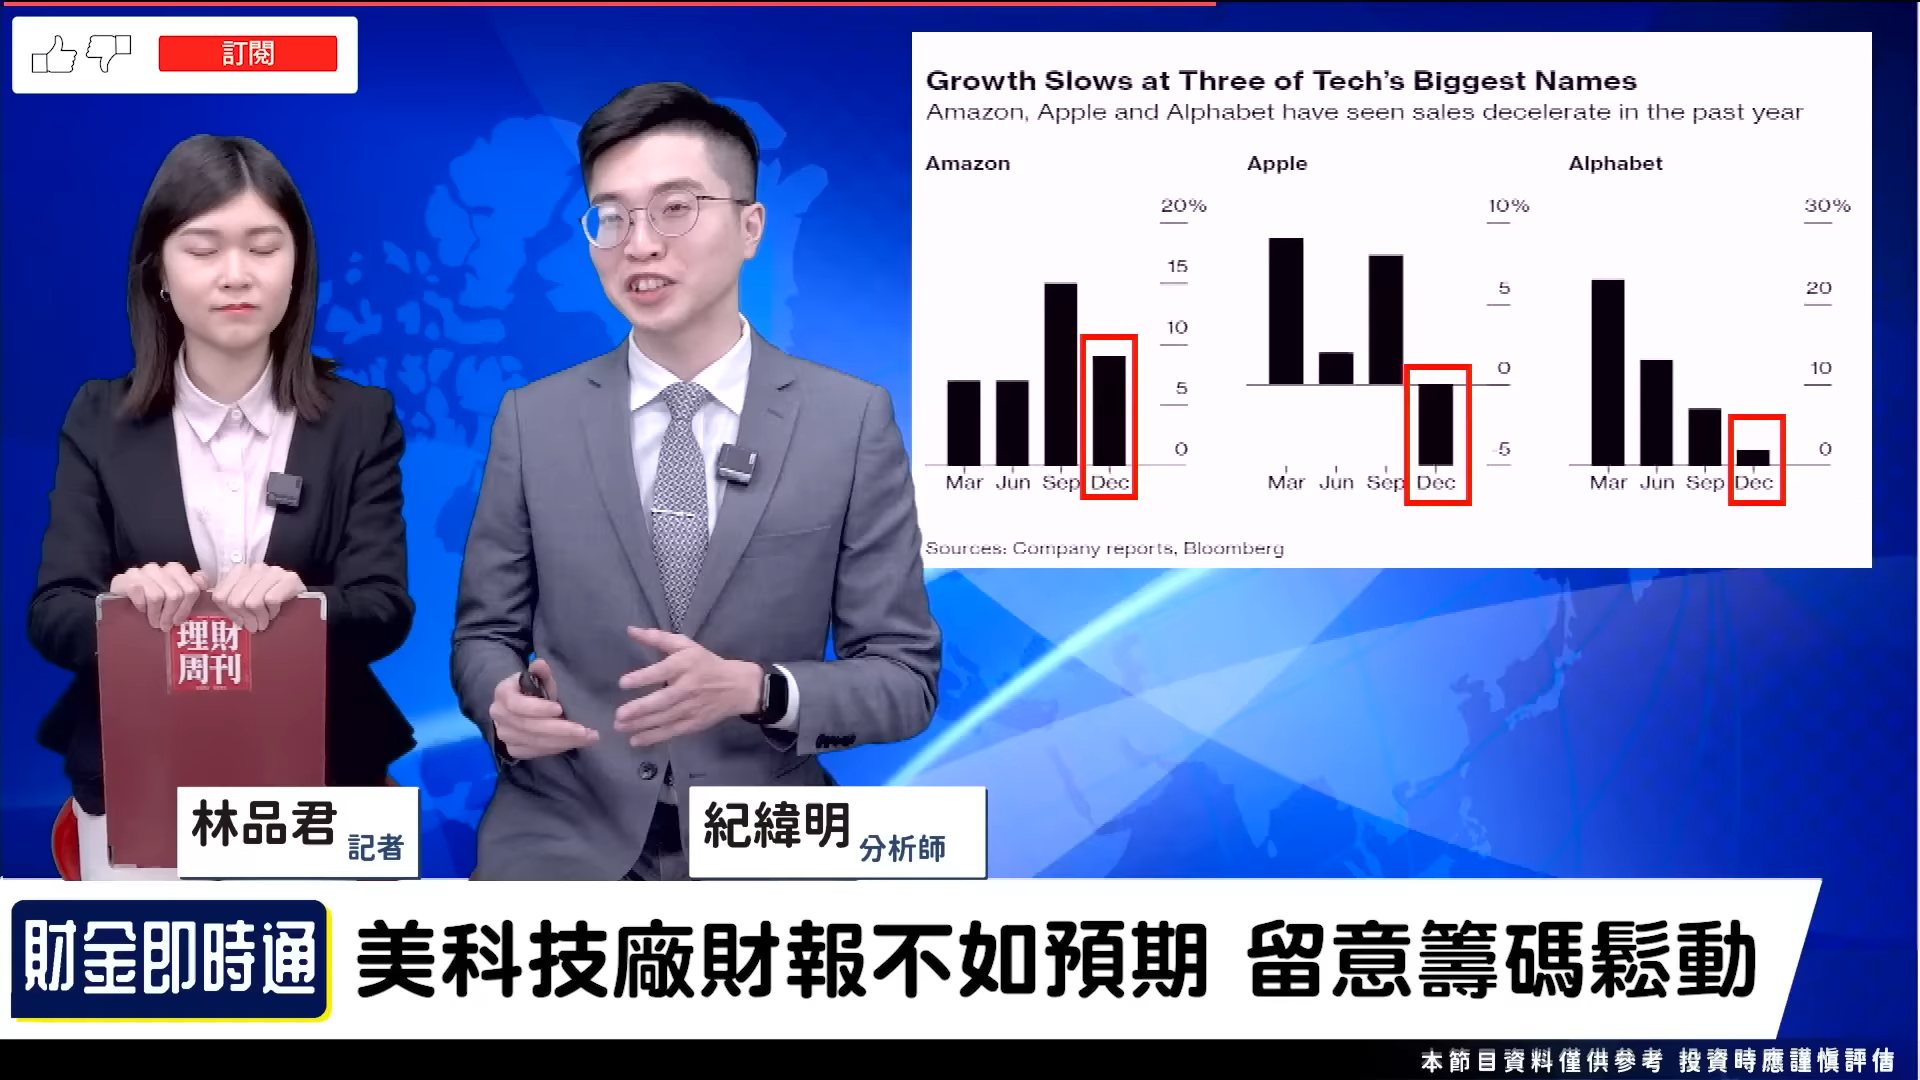 訂閱
Growth Slows at Three of Tech's Biggest Names
Amazon, Apple and Alphabet have seen sales decelerate in the past year
Amazon
20%
15
10
5
0
Mar Jun Sep Dec
Apple
10%
5
0
-5
Mar Jun Sep Dec
Alphabet
30%
20
10
0
Mar Jun Sep Dec
Sources: Company reports, Bloomberg
理財
周刊
林品君 記者
紀緯明 分析師
財金即時通
美科技廠財報不如預期 留意籌碼鬆動
本節目資料僅供參考 投資時應謹慎評估